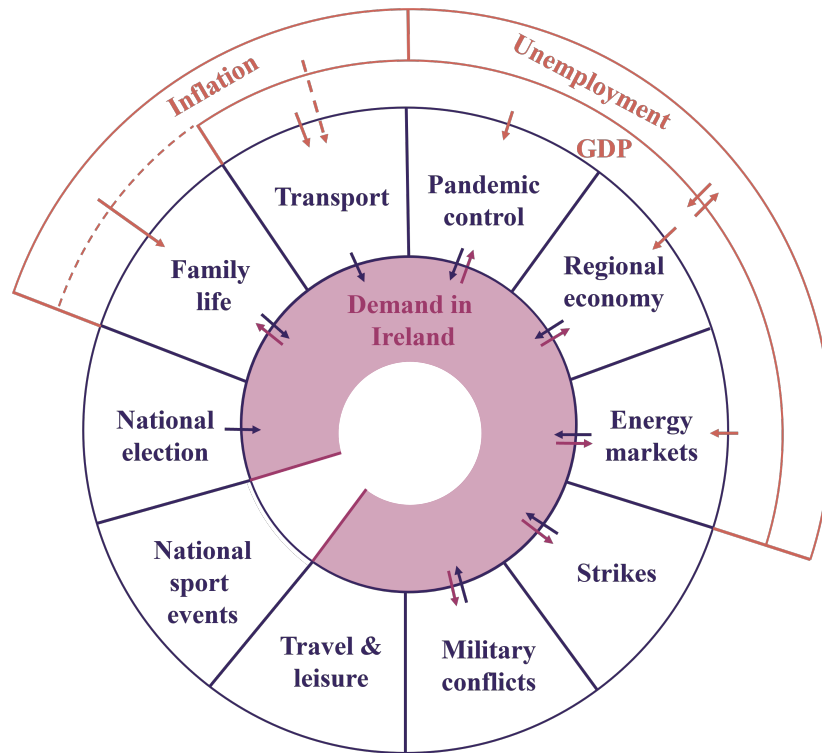 Inflation
Unemployment
GDP
Transport
Pandemic
control
Family
life
Regional
economy
Demand in
Ireland
National
election
Energy
markets
National
sport
events
Strikes
Travel &
leisure
Military
conflicts